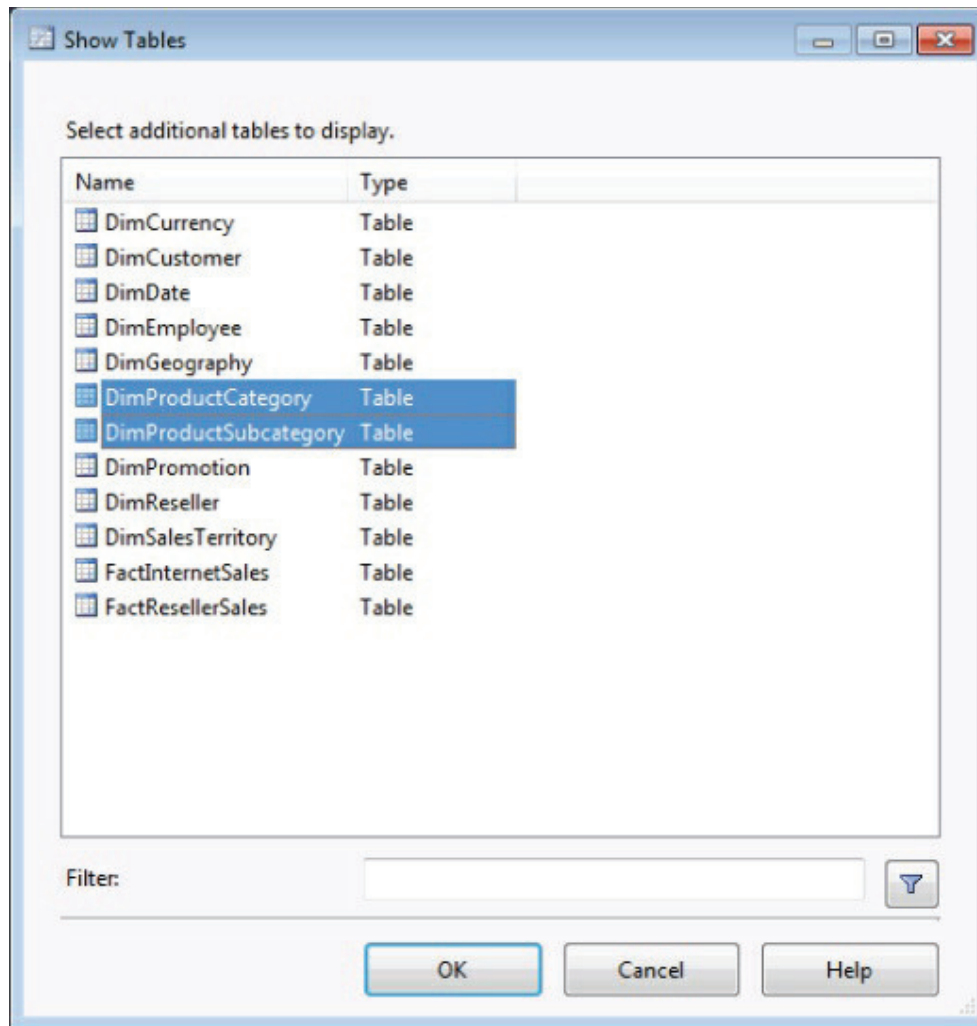 Show Tables
Select additional tables to display.
Name Type
DimCurrency Table
DimCustomer Table
DimDate Table
DimEmployee Table
DimGeography Table
DimProductCategory Table
DimProductSubcategory Table
DimPromotion Table
DimReseller Table
DimSalesTerritory Table
FactInternetSales Table
FactResellerSales Table
Filter:
OK Cancel Help